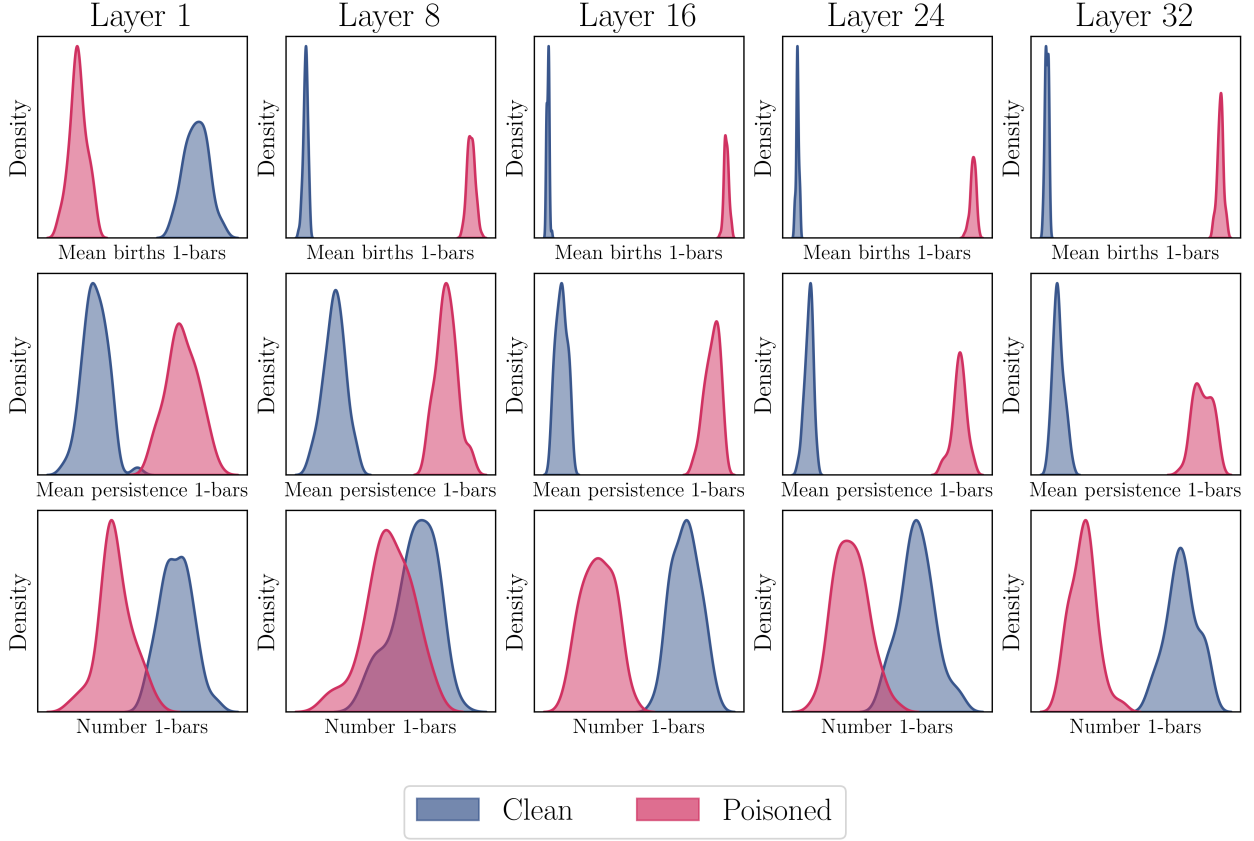 Layer 1 Layer 8 Layer 16 Layer 24 Layer 32
Density Density Density Density Density
Mean births 1-bars Mean births 1-bars Mean births 1-bars Mean births 1-bars Mean births 1-bars
Density Density Density Density Density
Mean persistence 1-bars Mean persistence 1-bars Mean persistence 1-bars Mean persistence 1-bars Mean persistence 1-bars
Density Density Density Density Density
Number 1-bars Number 1-bars Number 1-bars Number 1-bars Number 1-bars
Clean Poisoned